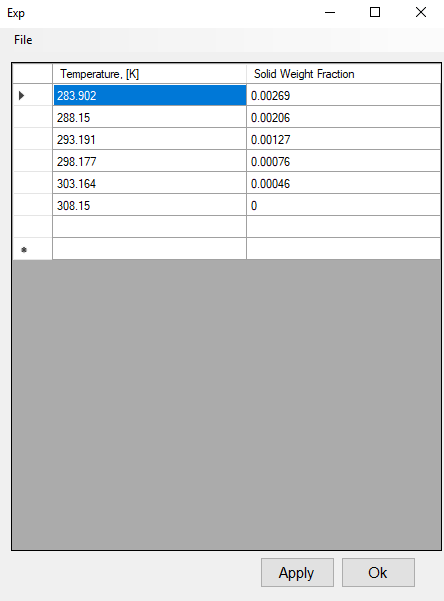 Exp
File
Temperature, [K] Solid Weight Fraction
283.902 0.00269
288.15 0.00206
293.191 0.00127
298.177 0.00076
303.164 0.00046
308.15 0
Apply Ok